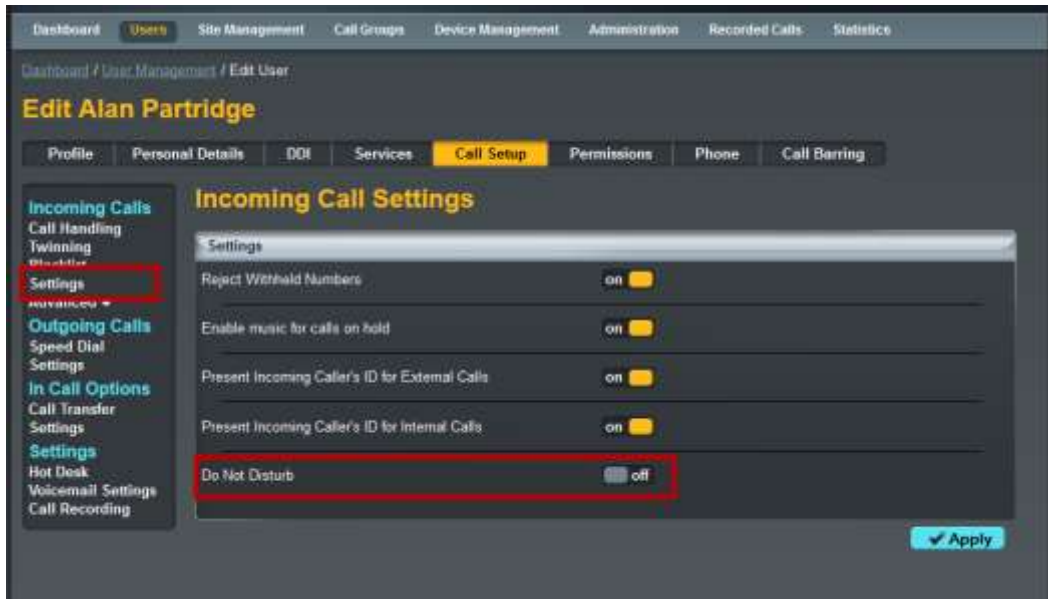 Dashboard Users Site Management Call Groups Device Management Administration Recorded Calls Statistics
Dashboard / User Management / Edit User
Edit Alan Partridge
Profile Personal Details DDI Services Call Setup Permissions Phone Call Barring
Incoming Calls
Call Handling
Twinning
Blacklist
Settings
Advanced
Outgoing Calls
Speed Dial
Settings
In Call Options
Call Transfer
Settings
Settings
Hot Desk
Voicemail Settings
Call Recording
Incoming Call Settings
Settings
Reject Withheld Numbers on
Enable music for calls on hold on
Present Incoming Caller's ID for External Calls on
Present Incoming Caller's ID for Internal Calls on
Do Not Disturb off
Apply